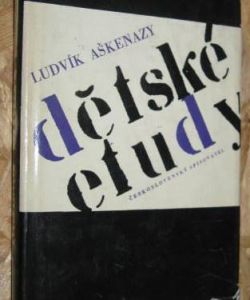 LUDVÍK AŠKENAZY
dětské
etudy
ČESKOSLOVENSKÝ SPISOVATEL